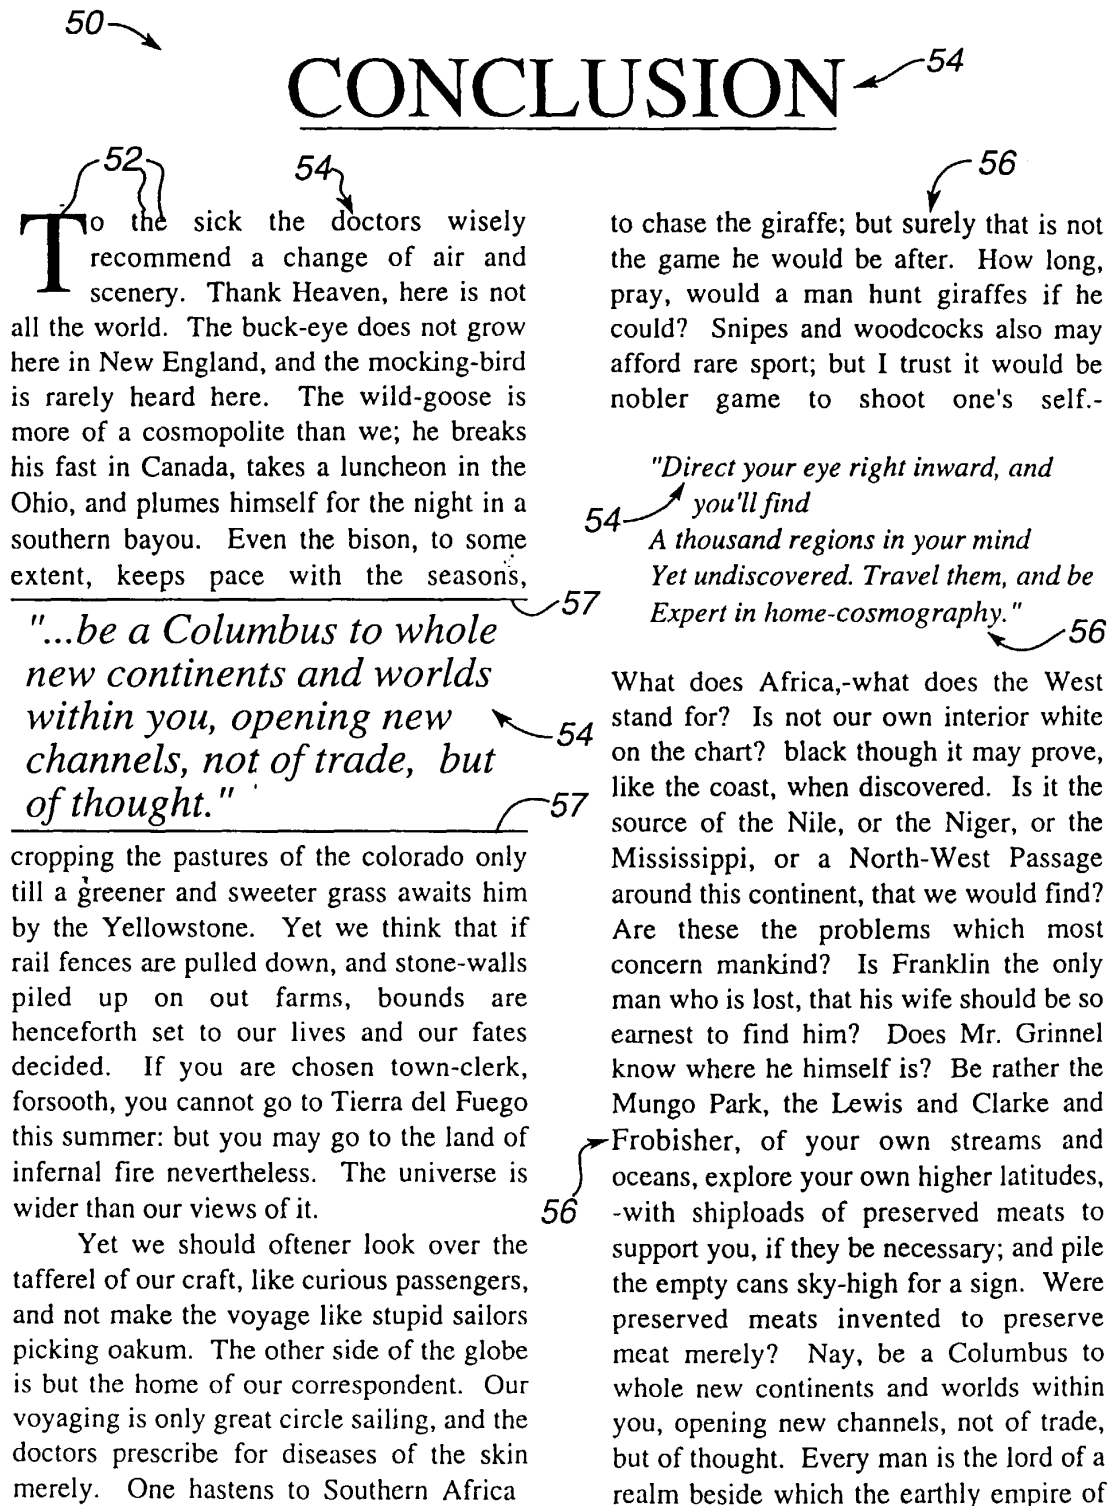 50
CONCLUSION
54
52
54
56
To the sick the doctors wisely
recommend a change of air and
scenery. Thank Heaven, here is not
all the world. The buck-eye does not grow
here in New England, and the mocking-bird
is rarely heard here. The wild-goose is
more of a cosmopolite than we; he breaks
his fast in Canada, takes a luncheon in the
Ohio, and plumes himself for the night in a
southern bayou. Even the bison, to some
extent, keeps pace with the seasons,
57
"...be a Columbus to whole
new continents and worlds
within you, opening new
channels, not of trade, but
of thought."
54
57
cropping the pastures of the colorado only
till a greener and sweeter grass awaits him
by the Yellowstone. Yet we think that if
rail fences are pulled down, and stone-walls
piled up on out farms, bounds are
henceforth set to our lives and our fates
decided. If you are chosen town-clerk,
forsooth, you cannot go to Tierra del Fuego
this summer: but you may go to the land of
infernal fire nevertheless. The universe is
wider than our views of it.
Yet we should oftener look over the
tafferel of our craft, like curious passengers,
and not make the voyage like stupid sailors
picking oakum. The other side of the globe
is but the home of our correspondent. Our
voyaging is only great circle sailing, and the
doctors prescribe for diseases of the skin
merely. One hastens to Southern Africa
to chase the giraffe; but surely that is not
the game he would be after. How long,
pray, would a man hunt giraffes if he
could? Snipes and woodcocks also may
afford rare sport; but I trust it would be
nobler game to shoot one's self.-
"Direct your eye right inward, and
you'll find
54
A thousand regions in your mind
Yet undiscovered. Travel them, and be
Expert in home-cosmography."
56
What does Africa,-what does the West
stand for? Is not our own interior white
on the chart? black though it may prove,
like the coast, when discovered. Is it the
source of the Nile, or the Niger, or the
Mississippi, or a North-West Passage
around this continent, that we would find?
Are these the problems which most
concern mankind? Is Franklin the only
man who is lost, that his wife should be so
earnest to find him? Does Mr. Grinnel
know where he himself is? Be rather the
Mungo Park, the Lewis and Clarke and
Frobisher, of your own streams and
oceans, explore your own higher latitudes,
56
-with shiploads of preserved meats to
support you, if they be necessary; and pile
the empty cans sky-high for a sign. Were
preserved meats invented to preserve
meat merely? Nay, be a Columbus to
whole new continents and worlds within
you, opening new channels, not of trade,
but of thought. Every man is the lord of a
realm beside which the earthly empire of